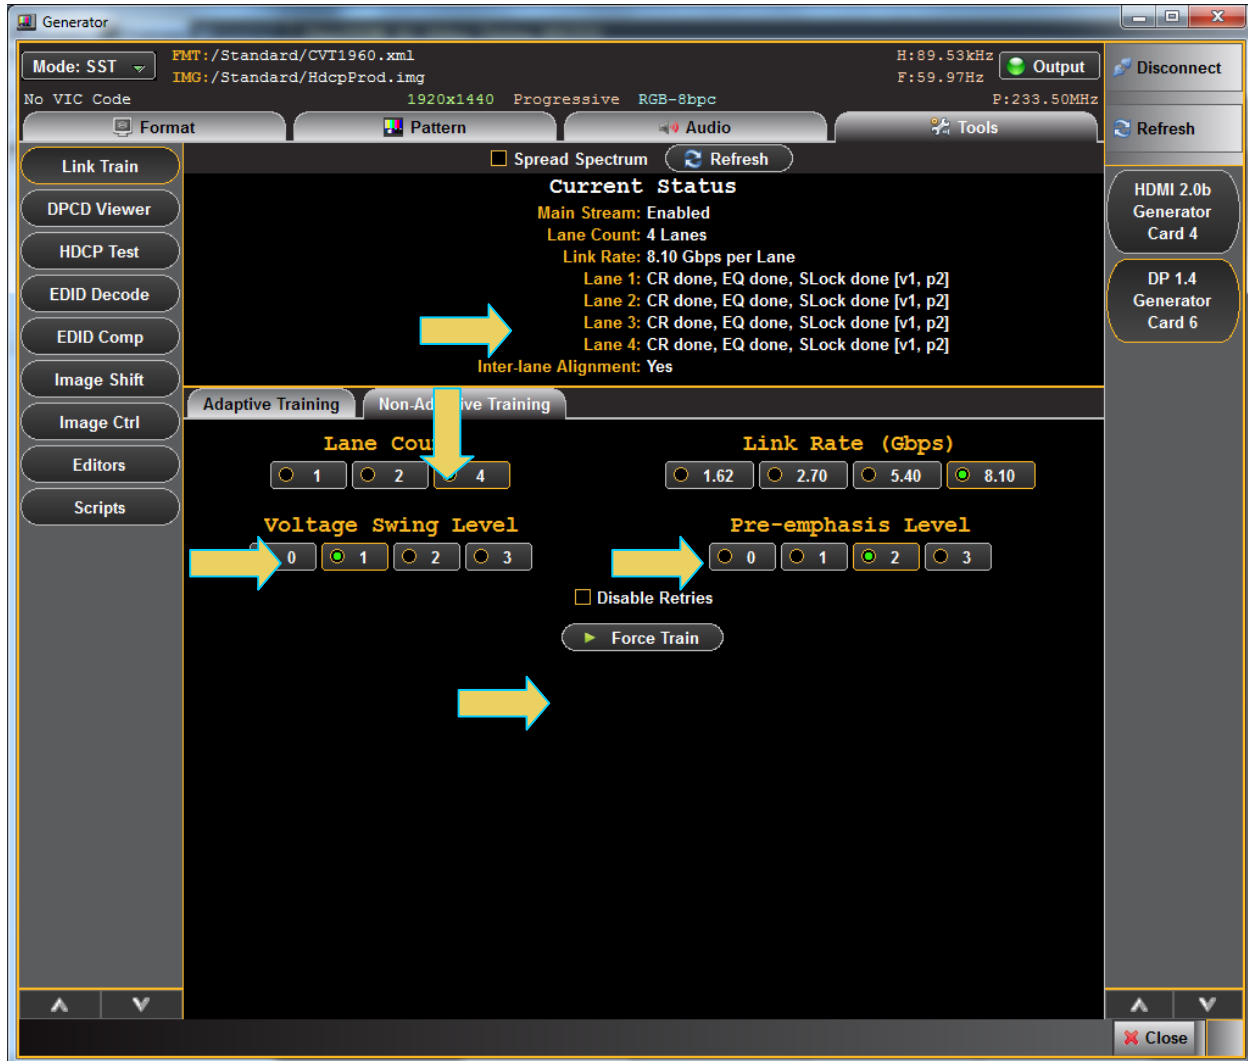 Generator
Mode: SST
FMT:/Standard/CVT1960.xml
IMG:/Standard/HdcpProd.img
H:89.53kHz
F:59.97Hz
Output
No VIC Code
1920x1440 Progressive RGB-8bpc
P:233.50MHz
Disconnect
Refresh
Format
Pattern
Audio
Tools
Link Train
DPCD Viewer
HDCP Test
EDID Decode
EDID Comp
Image Shift
Image Ctrl
Editors
Scripts
Spread Spectrum
Refresh
Current Status
Main Stream: Enabled
Lane Count: 4 Lanes
Link Rate: 8.10 Gbps per Lane
Lane 1: CR done, EQ done, SLock done [v1, p2]
Lane 2: CR done, EQ done, SLock done [v1, p2]
Lane 3: CR done, EQ done, SLock done [v1, p2]
Lane 4: CR done, EQ done, SLock done [v1, p2]
Inter-lane Alignment: Yes
Adaptive Training
Non-Ad ive Training
Lane Cou
1 2 4
Link Rate (Gbps)
1.62 2.70 5.40 8.10
Voltage Swing Level
0 1 2 3
Pre-emphasis Level
0 1 2 3
Disable Retries
Force Train
HDMI 2.0b
Generator
Card 4
DP 1.4
Generator
Card 6
Close